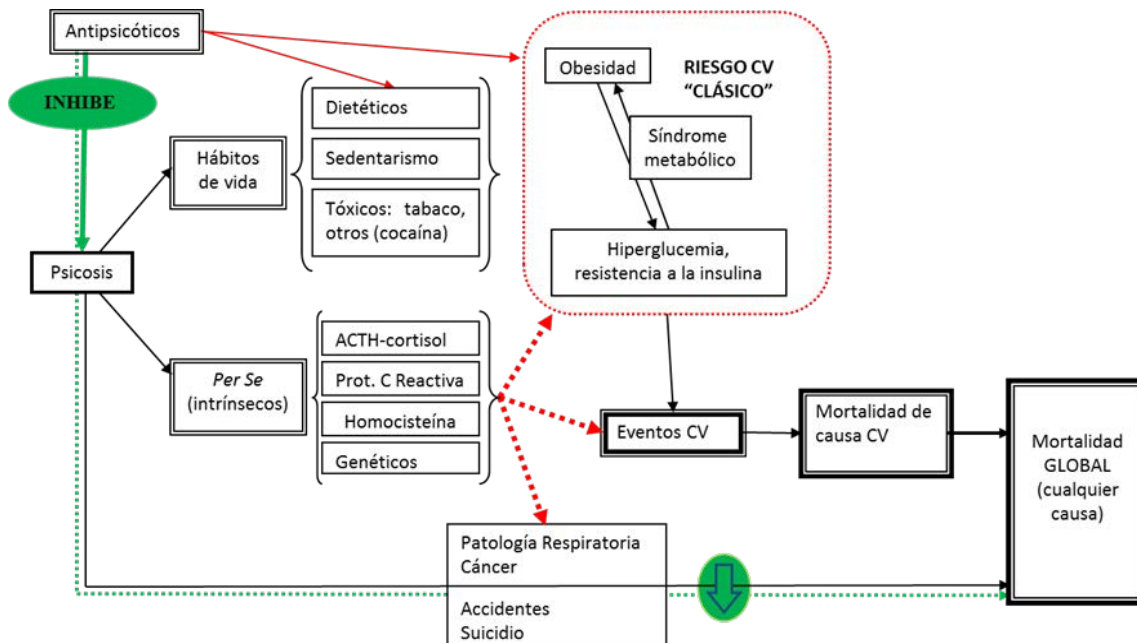 Antipsicóticos
INHIBE
Psicosis
Hábitos
de vida
Dietéticos
Sedentarismo
Tóxicos: tabaco,
otros (cocaína)
Per Se
(intrínsecos)
ACTH-cortisol
Prot. C Reactiva
Homocisteína
Genéticos
RIESGO CV
“CLÁSICO”
Obesidad
Síndrome
metabólico
Hiperglucemia,
resistencia a la insulina
Eventos CV
Mortalidad de
causa CV
Mortalidad
GLOBAL
(cualquier
causa)
Patología Respiratoria
Cáncer
Accidentes
Suicidio